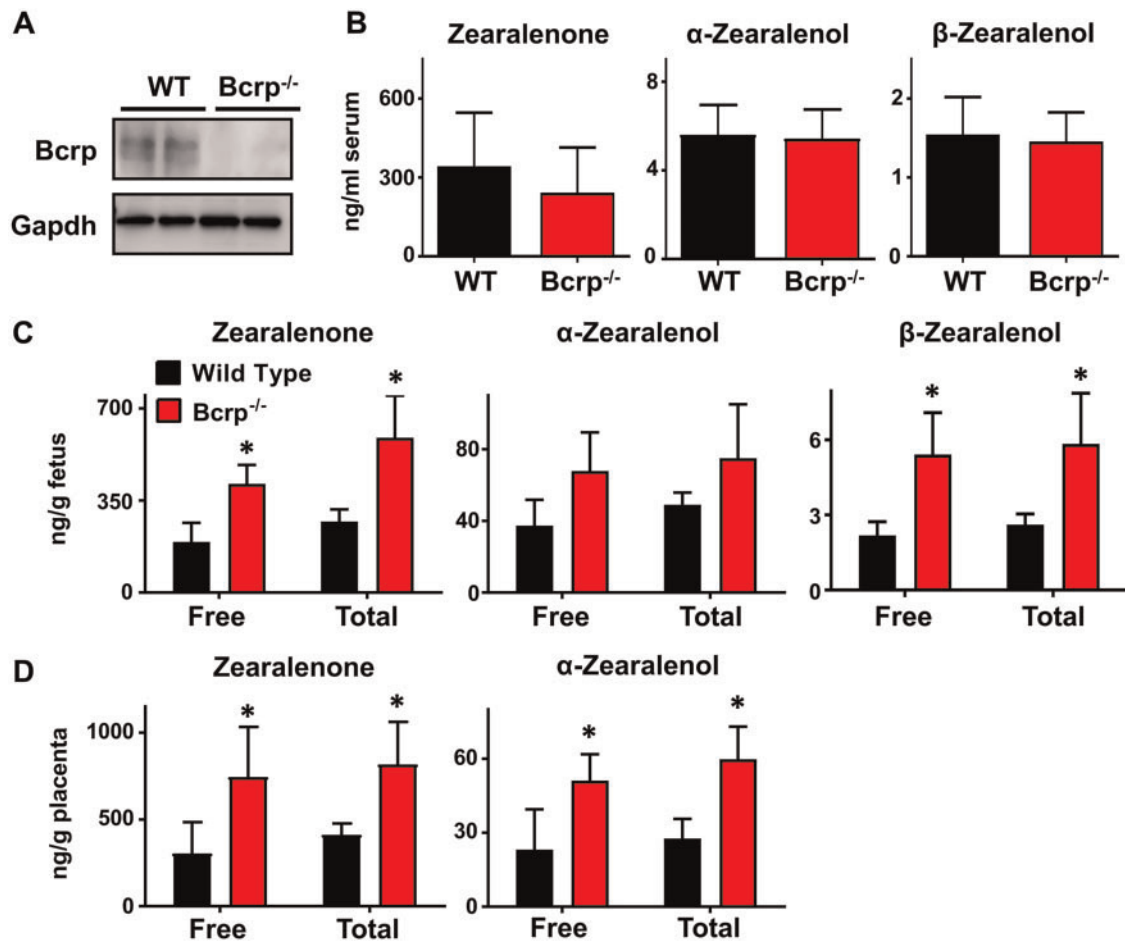 A
WT Bcrp-/-
Bcrp
Gapdh
B
Zearalenone α-Zearalenol β-Zearalenol
ng/ml serum
600
300
0
WT Bcrp-/-
8
4
0
WT Bcrp-/-
2
1
0
WT Bcrp-/-
C
Zearalenone α-Zearalenol β-Zearalenol
Wild Type
Bcrp-/-
ng/g fetus
700
350
0
* *
Free Total
80
40
0
Free Total
6
3
0
* *
Free Total
D
Zearalenone α-Zearalenol
ng/g placenta
1000
500
0
* *
Free Total
60
30
0
* *
Free Total